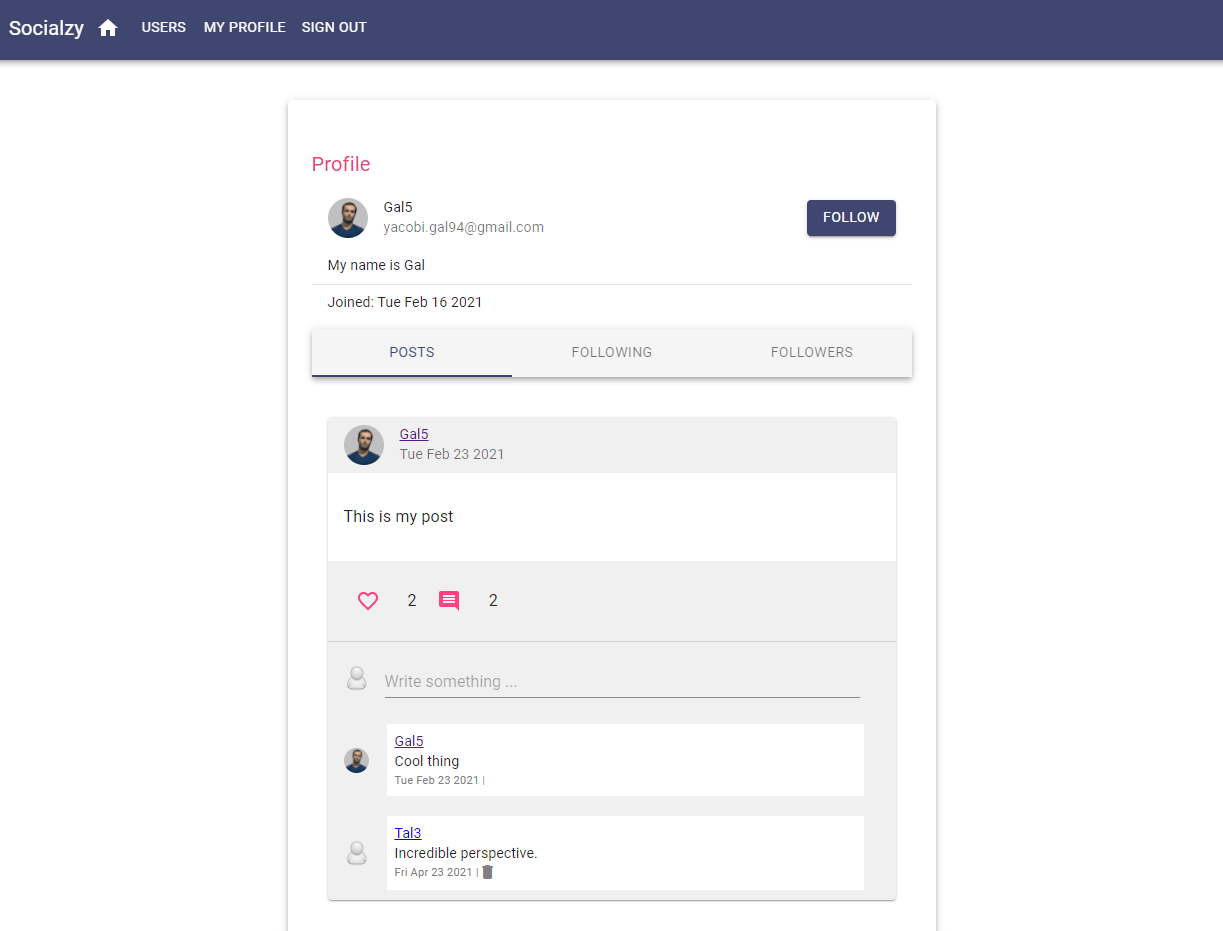 Socialzy USERS MY PROFILE SIGN OUT
Profile
Gal5
yacobi.gal94@gmail.com
FOLLOW
My name is Gal
Joined: Tue Feb 16 2021
POSTS FOLLOWING FOLLOWERS
Gal5
Tue Feb 23 2021
This is my post
2 2
Write something ...
Gal5
Cool thing
Tue Feb 23 2021 |
Tal3
Incredible perspective.
Fri Apr 23 2021 |